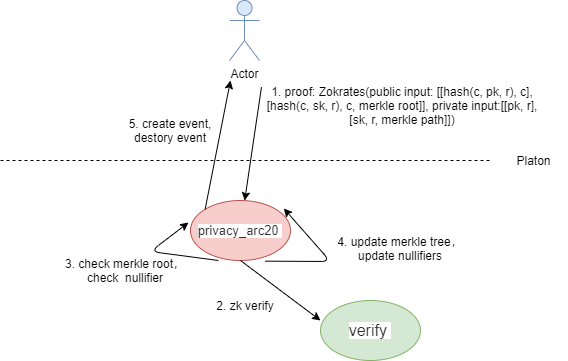 Actor
1. proof: Zokrates(public input: [[hash(c, pk, r), c],
[hash(c, sk, r), c, merkle root]], private input:[[pk, r],
[sk, r, merkle path]])
5. create event,
destory event
Platon
privacy_arc20
4. update merkle tree,
update nullifiers
3. check merkle root,
check nullifier
2. zk verify
verify